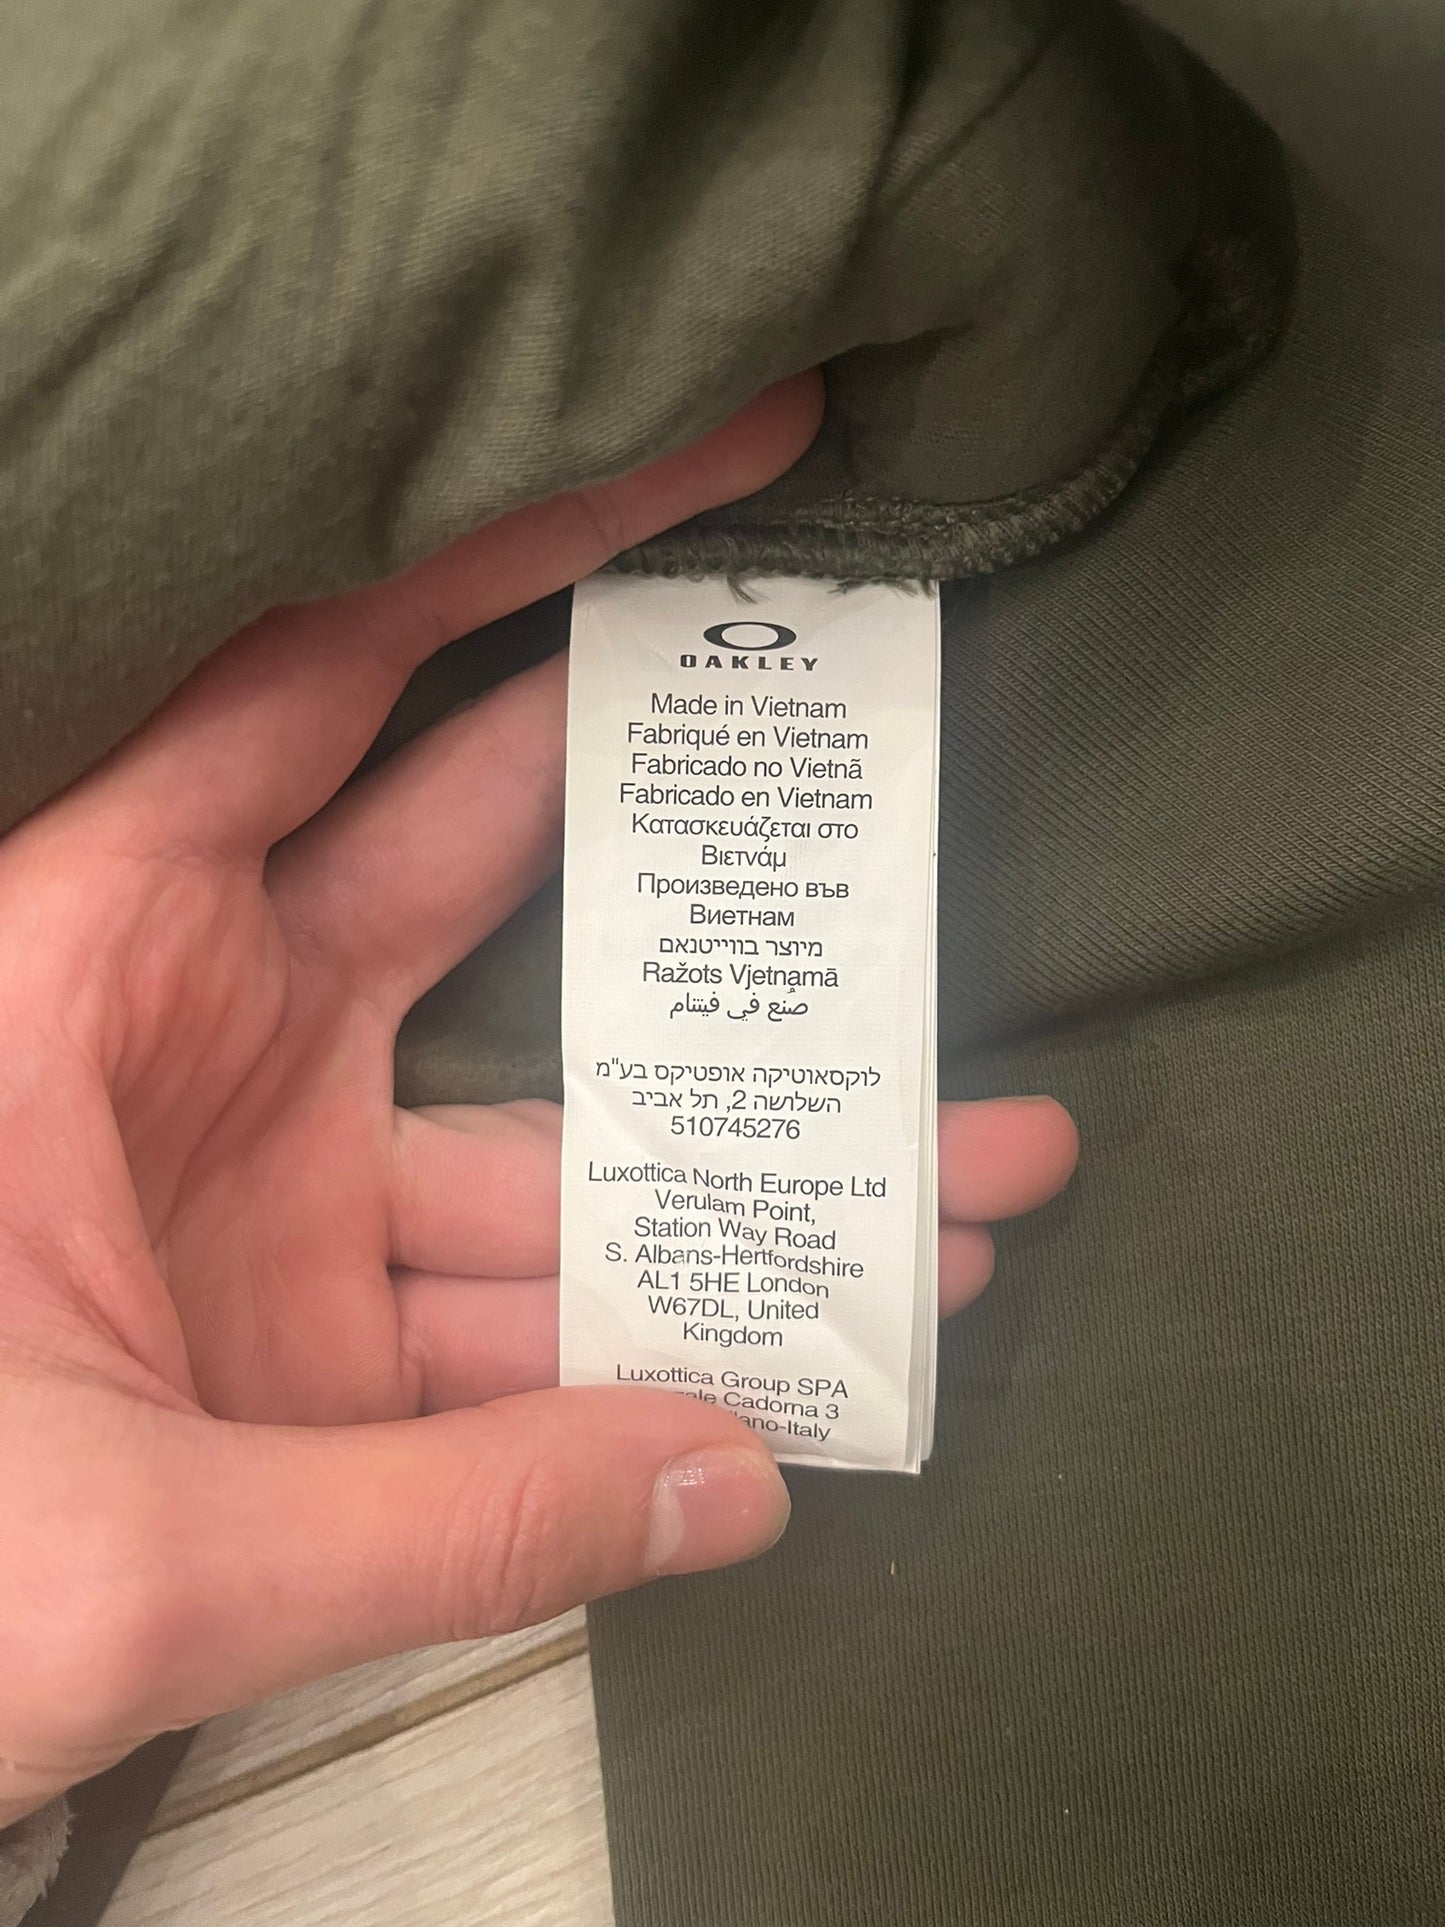 OAKLEY
Made in Vietnam
Fabriqué en Vietnam
Fabricado no Vietnã
Fabricado en Vietnam
Κατασκευάζεται στο
Βιετνάμ
Произведено във
Виетнам
מיוצר בווייטנאם
Ražots Vjetnamā
صُنع في فيتنام
לוקסאוטיקה אופטיקס בע"מ
השלושה 2, תל אביב
510745276
Luxottica North Europe Ltd
Verulam Point,
Station Way Road
S. Albans-Hertfordshire
AL1 5HE London
W67DL, United
Kingdom
Luxottica Group SPA
Cadorna 3
Italy